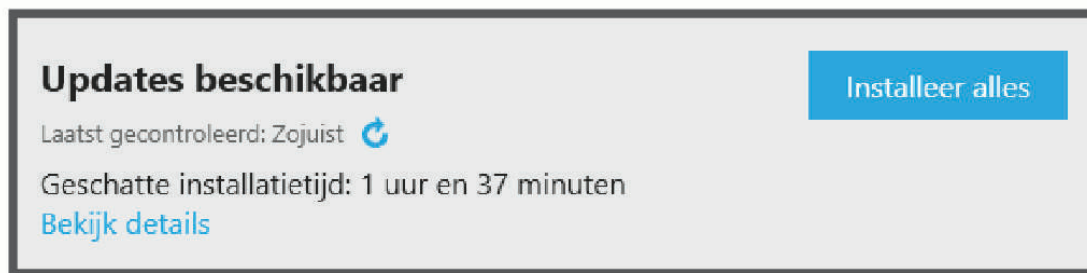 Updates beschikbaar
Installeer alles
Laatst gecontroleerd: Zojuist
Geschatte installatietijd: 1 uur en 37 minuten
Bekijk details